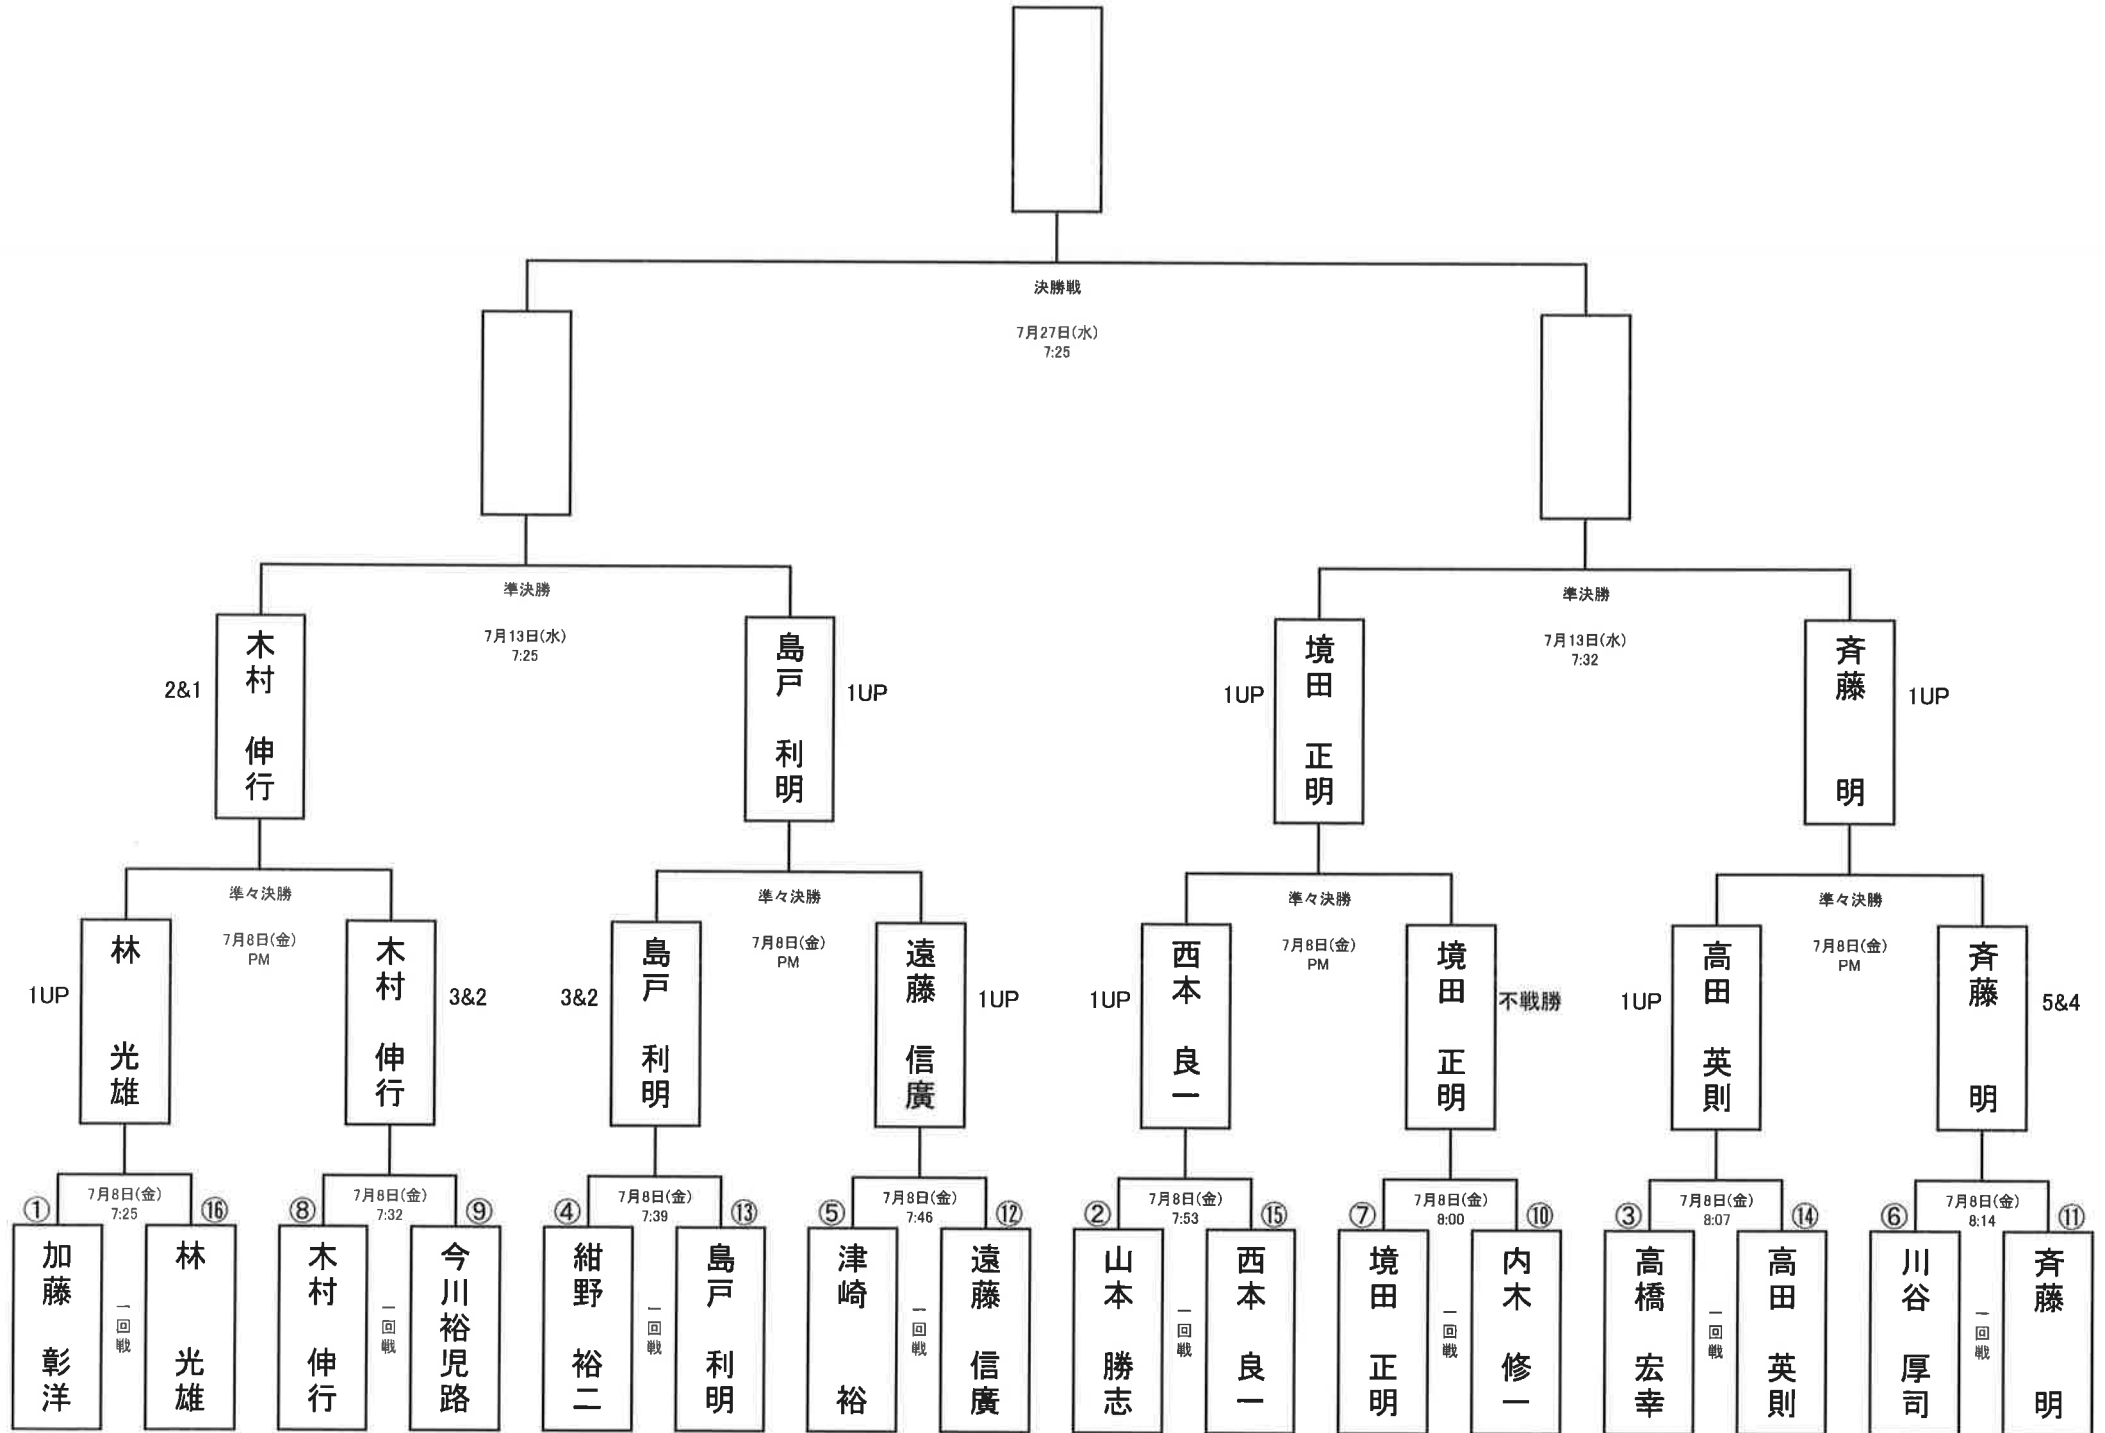 決勝戦
7月27日(水)
7:25
準決勝
7月13日(水)
7:25
準決勝
7月13日(水)
7:32
2&1
木村 伸行
島戸 利明
1UP
1UP
境田 正明
斉藤 明
1UP
準々決勝
7月8日(金)
PM
準々決勝
7月8日(金)
PM
準々決勝
7月8日(金)
PM
準々決勝
7月8日(金)
PM
1UP
林 光雄
木村 伸行
3&2
3&2
島戸 利明
遠藤 信廣
1UP
1UP
西本 良一
境田 正明
不戦勝
1UP
高田 英則
斉藤 明
5&4
①
7月8日(金)
7:25
⑯
⑧
7月8日(金)
7:32
⑨
④
7月8日(金)
7:39
⑬
⑤
7月8日(金)
7:46
⑫
②
7月8日(金)
7:53
⑮
⑦
7月8日(金)
8:00
⑩
③
7月8日(金)
8:07
⑭
⑥
7月8日(金)
8:14
⑪
加藤 彰洋
一回戦
林 光雄
木村 伸行
一回戦
今川裕児路
紺野 裕二
一回戦
島戸 利明
津崎 裕
一回戦
遠藤 信廣
山本 勝志
一回戦
西本 良一
境田 正明
一回戦
内木 修一
高橋 宏幸
一回戦
高田 英則
川谷 厚司
一回戦
斉藤 明